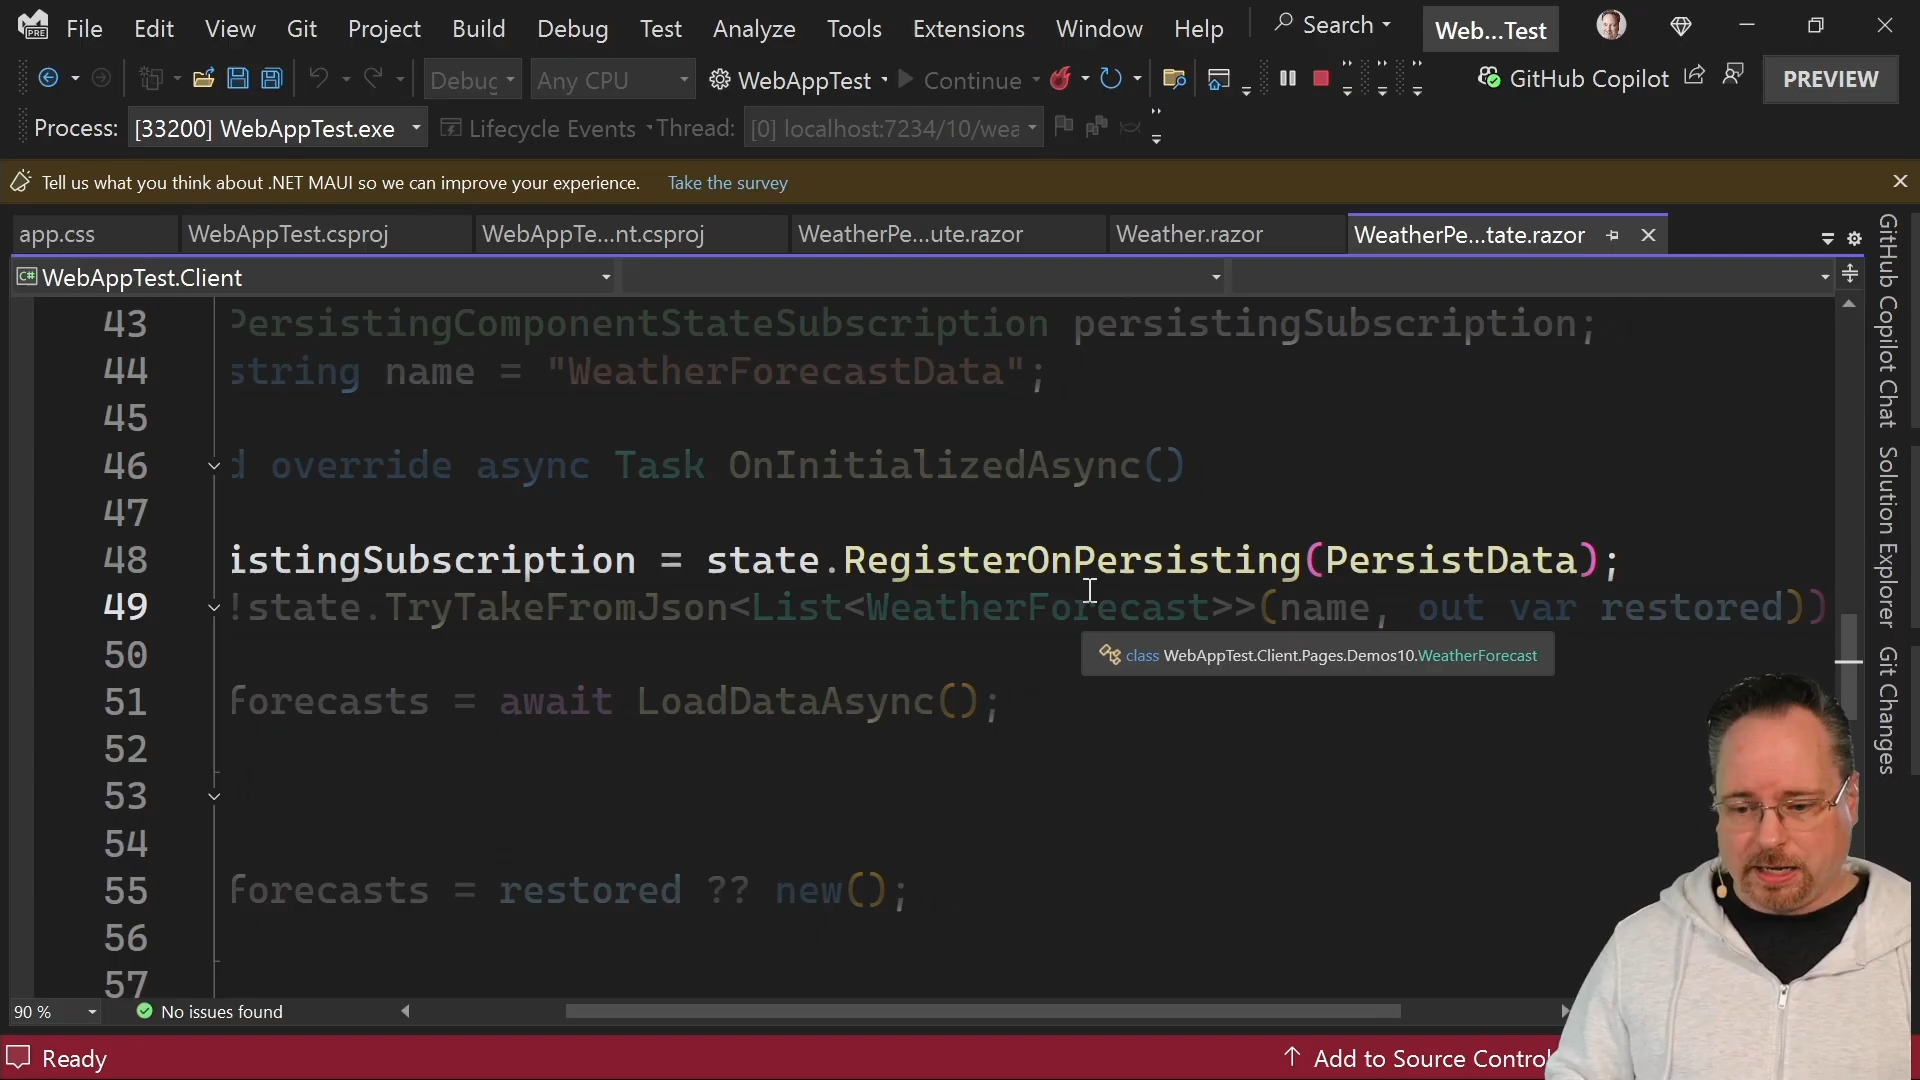 PRE
File Edit View Git Project Build Debug Test Analyze Tools Extensions Window Help Search Web...Test
Debug Any CPU WebAppTest Continue GitHub Copilot PREVIEW
Process: [33200] WebAppTest.exe Lifecycle Events Thread: [0] localhost:7234/10/wea
Tell us what you think about .NET MAUI so we can improve your experience. Take the survey
app.css WebAppTest.csproj WebAppTe...nt.csproj WeatherPe...ute.razor Weather.razor WeatherPe...tate.razor
C# WebAppTest.Client
43 PersistingComponentStateSubscription persistingSubscription;
44 string name = "WeatherForecastData";
45
46 d override async Task OnInitializedAsync()
47
48 istingSubscription = state.RegisterOnPersisting(PersistData);
49 !state.TryTakeFromJson<List<WeatherForecast>>(name, out var restored))
50
class WebAppTest.Client.Pages.Demos10.WeatherForecast
51 forecasts = await LoadDataAsync();
52
53
54
55 forecasts = restored ?? new();
56
57
90 % No issues found
Ready Add to Source Control
GitHub Copilot Chat
Solution Explorer
Git Changes